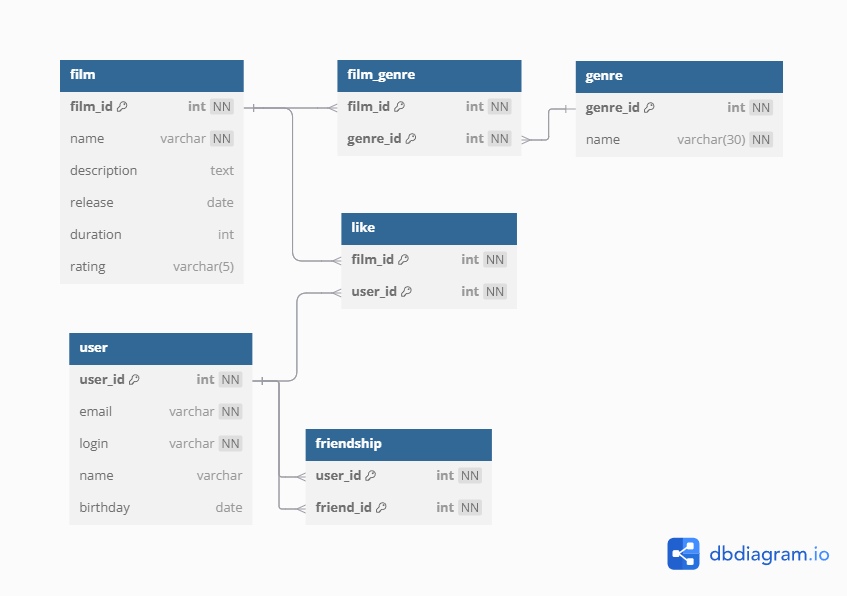 film
film_id int NN
name varchar NN
description text
release date
duration int
rating varchar(5)
film_genre
film_id int NN
genre_id int NN
genre
genre_id int NN
name varchar(30) NN
like
film_id int NN
user_id int NN
user
user_id int NN
email varchar NN
login varchar NN
name varchar
birthday date
friendship
user_id int NN
friend_id int NN
dbdiagram.io